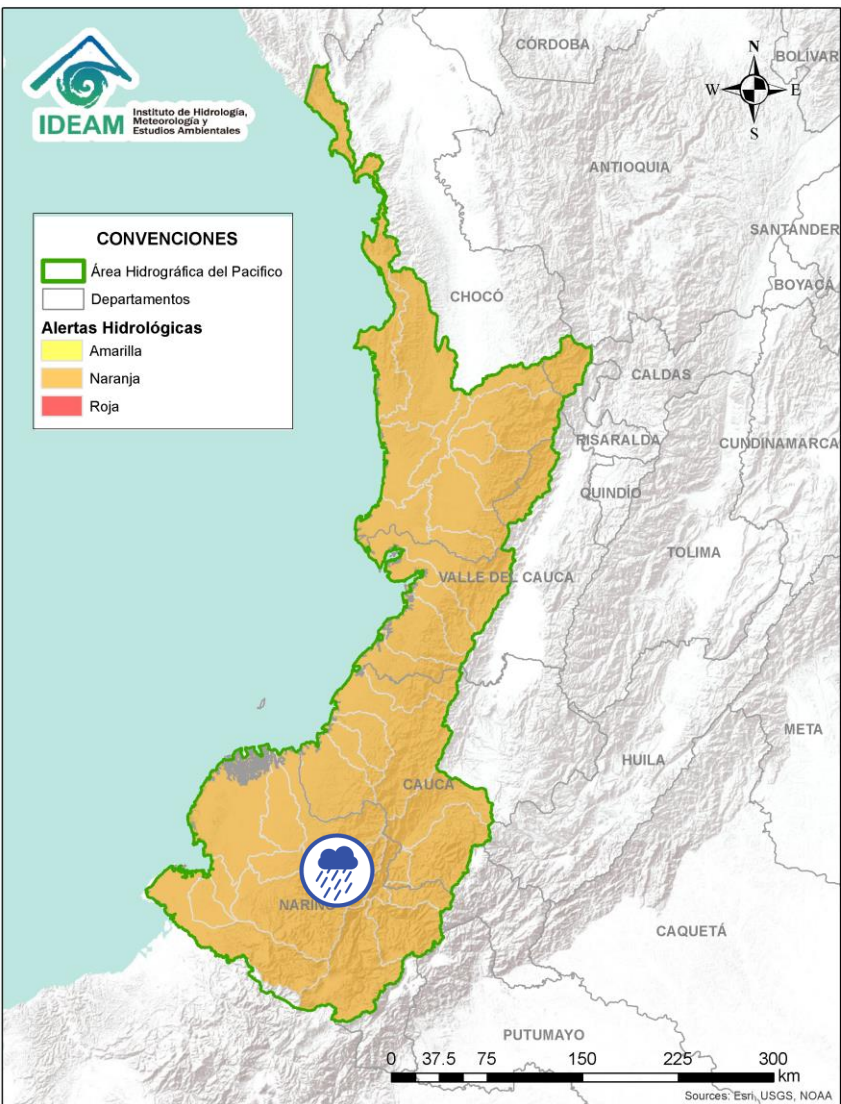 IDEAM
Instituto de Hidrología,
Meteorología y
Estudios Ambientales
CÓRDOBA
BOLÍVAR
N
W
E
S
ANTIOQUIA
SANTANDER
BOYACÁ
CONVENCIONES
Área Hidrográfica del Pacifico
Departamentos
Alertas Hidrológicas
Amarilla
Naranja
Roja
CHOCÓ
CALDAS
RISARALDA
CUNDINAMARCA
QUINDÍO
TOLIMA
VALLE DEL CAUCA
META
HUILA
CAUCA
NARIÑO
CAQUETÁ
PUTUMAYO
0 37.5 75 150 225 300
km
Sources: Esri, USGS, NOAA